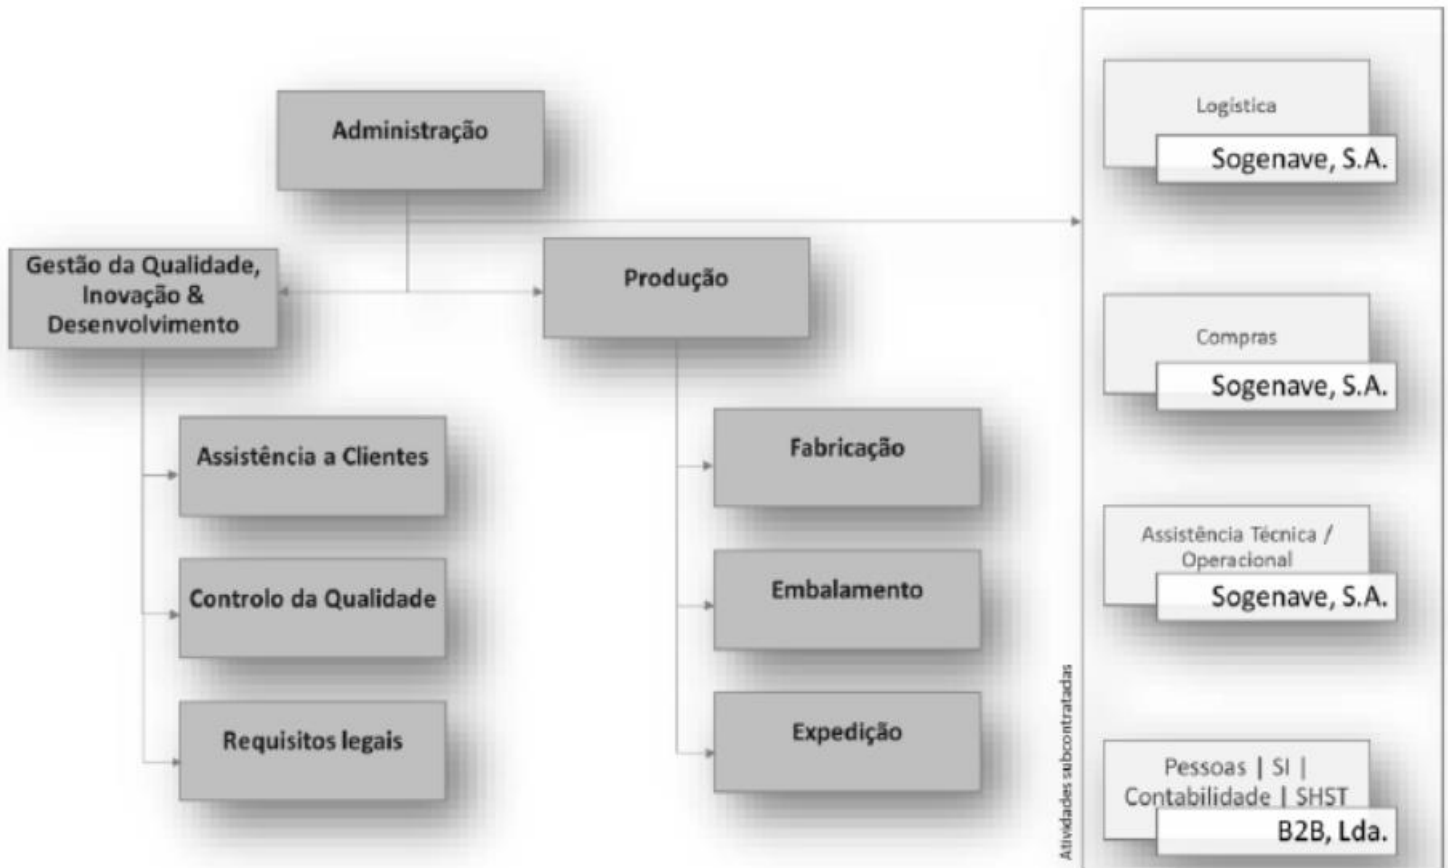 Administração
Gestão da Qualidade,
Inovação &
Desenvolvimento
Assistência a Clientes
Controlo da Qualidade
Requisitos legais
Produção
Fabricação
Embalamento
Expedição
Atividades subcontratadas
Logistica
Sogenave, S.A.
Compras
Sogenave, S.A.
Assistência Técnica /
Operacional
Sogenave, S.A.
Pessoas | SI |
Contabilidade | SHST
B2B, Lda.